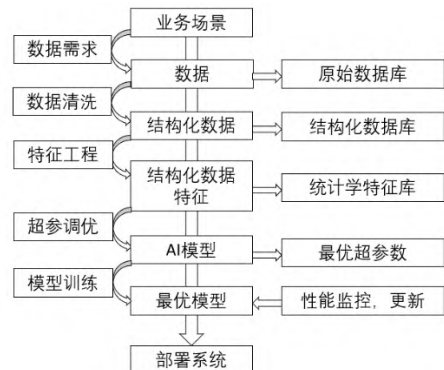 业务场景
数据需求
数据
原始数据库
数据清洗
结构化数据
结构化数据库
特征工程
结构化数据
特征
统计学特征库
超参调优
AI模型
最优超参数
模型训练
最优模型
性能监控，更新
部署系统